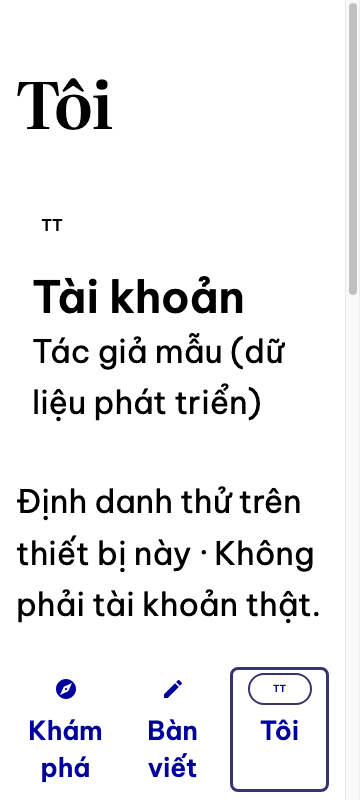 Tôi
TT
Tài khoản
Tác giả mẫu (dữ
liệu phát triển)
Định danh thử trên
thiết bị này · Không
phải tài khoản thật.
Khám
phá
Bàn
viết
TT
Tôi